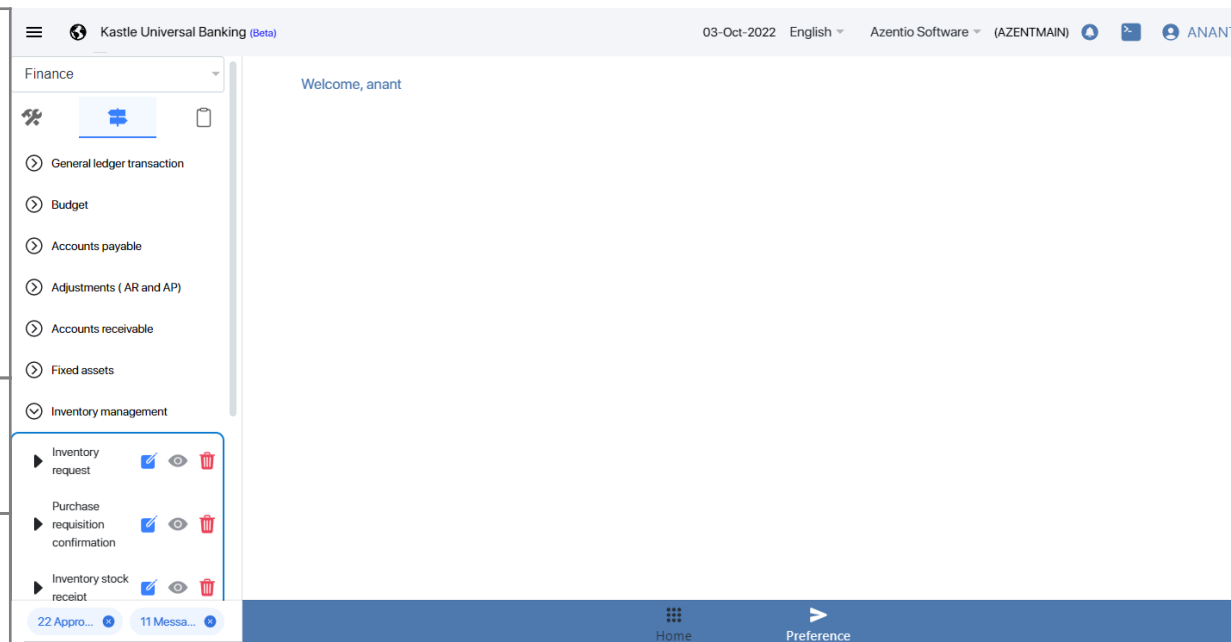 Kastle Universal Banking (Beta)
03-Oct-2022 English Azentio Software (AZENTMAIN) ANANT
Finance
Welcome, anant
General ledger transaction
Budget
Accounts payable
Adjustments ( AR and AP)
Accounts receivable
Fixed assets
Inventory management
Inventory
request
Purchase
requisition
confirmation
Inventory stock
receipt
22 Appro...
11 Messa...
Home
Preference